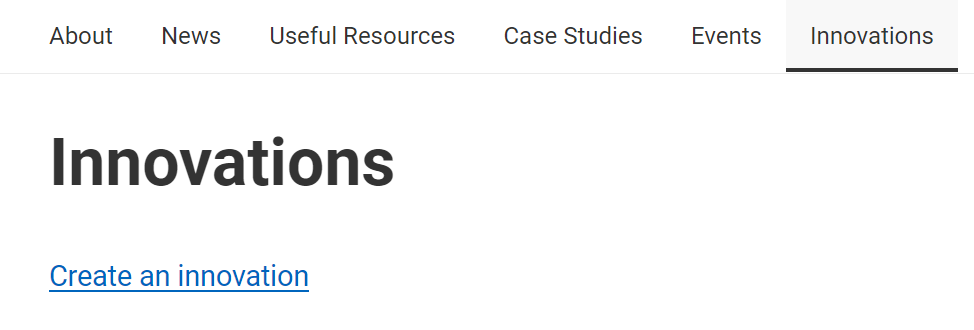 About News Useful Resources Case Studies Events Innovations
Innovations
Create an innovation